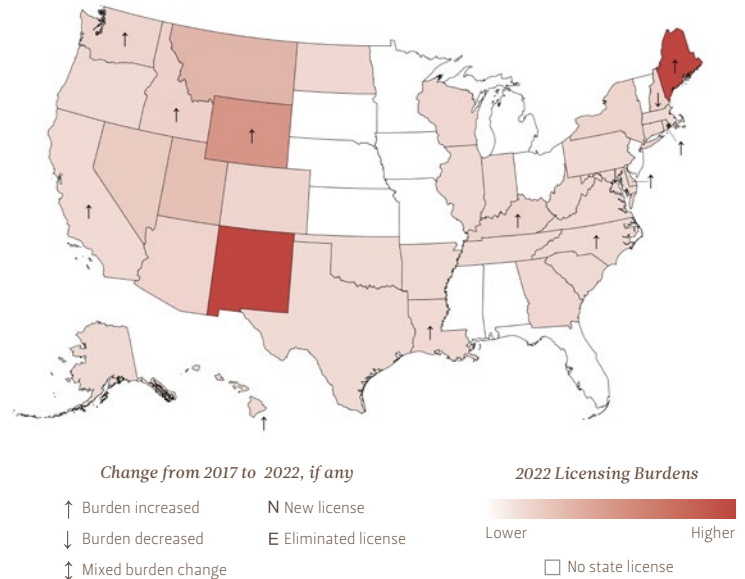 Change from 2017 to 2022, if any
↑ Burden increased
↓ Burden decreased
↕ Mixed burden change
N New license
E Eliminated license
2022 Licensing Burdens
Lower Higher
No state license